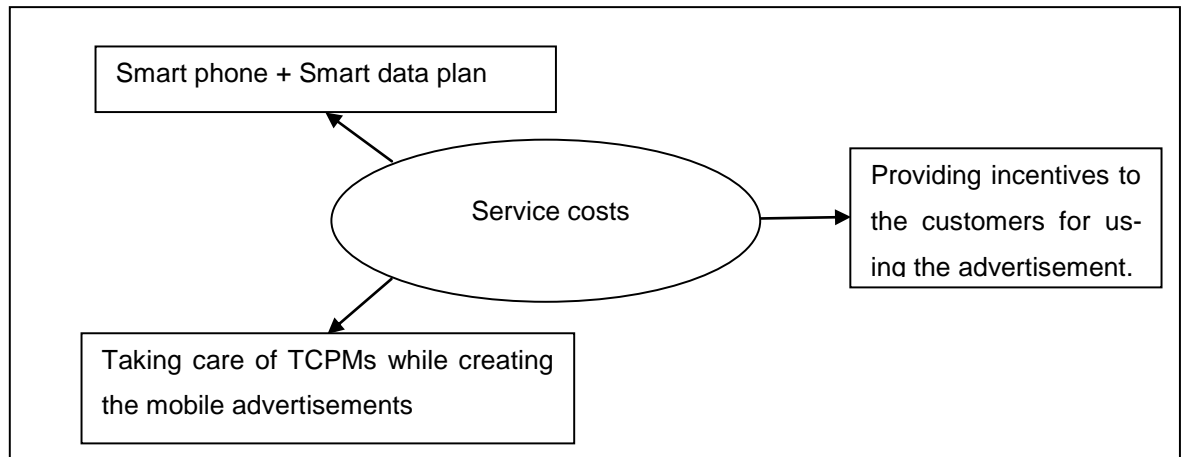 Smart phone + Smart data plan
Service costs
Providing incentives to
the customers for us-
ing the advertisement.
Taking care of TCPMs while creating
the mobile advertisements